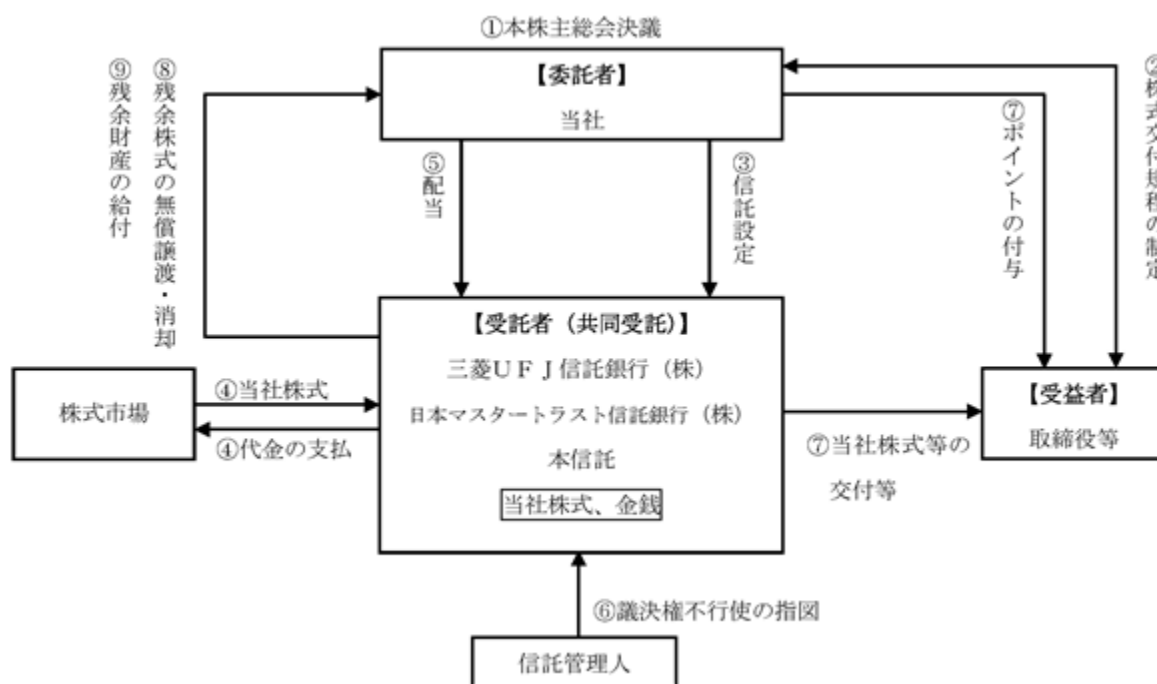 ①本株主総会決議
【委託者】
当社
⑨残余財産の給付
⑧残余株式の無償譲渡・消却
⑤配当
③信託設定
⑦ポイントの付与
②株式交付規程の制定
【受託者（共同受託）】
三菱ＵＦＪ信託銀行（株）
日本マスタートラスト信託銀行（株）
本信託
当社株式、金銭
株式市場
④当社株式
④代金の支払
【受益者】
取締役等
⑦当社株式等の
交付等
⑥議決権不行使の指図
信託管理人